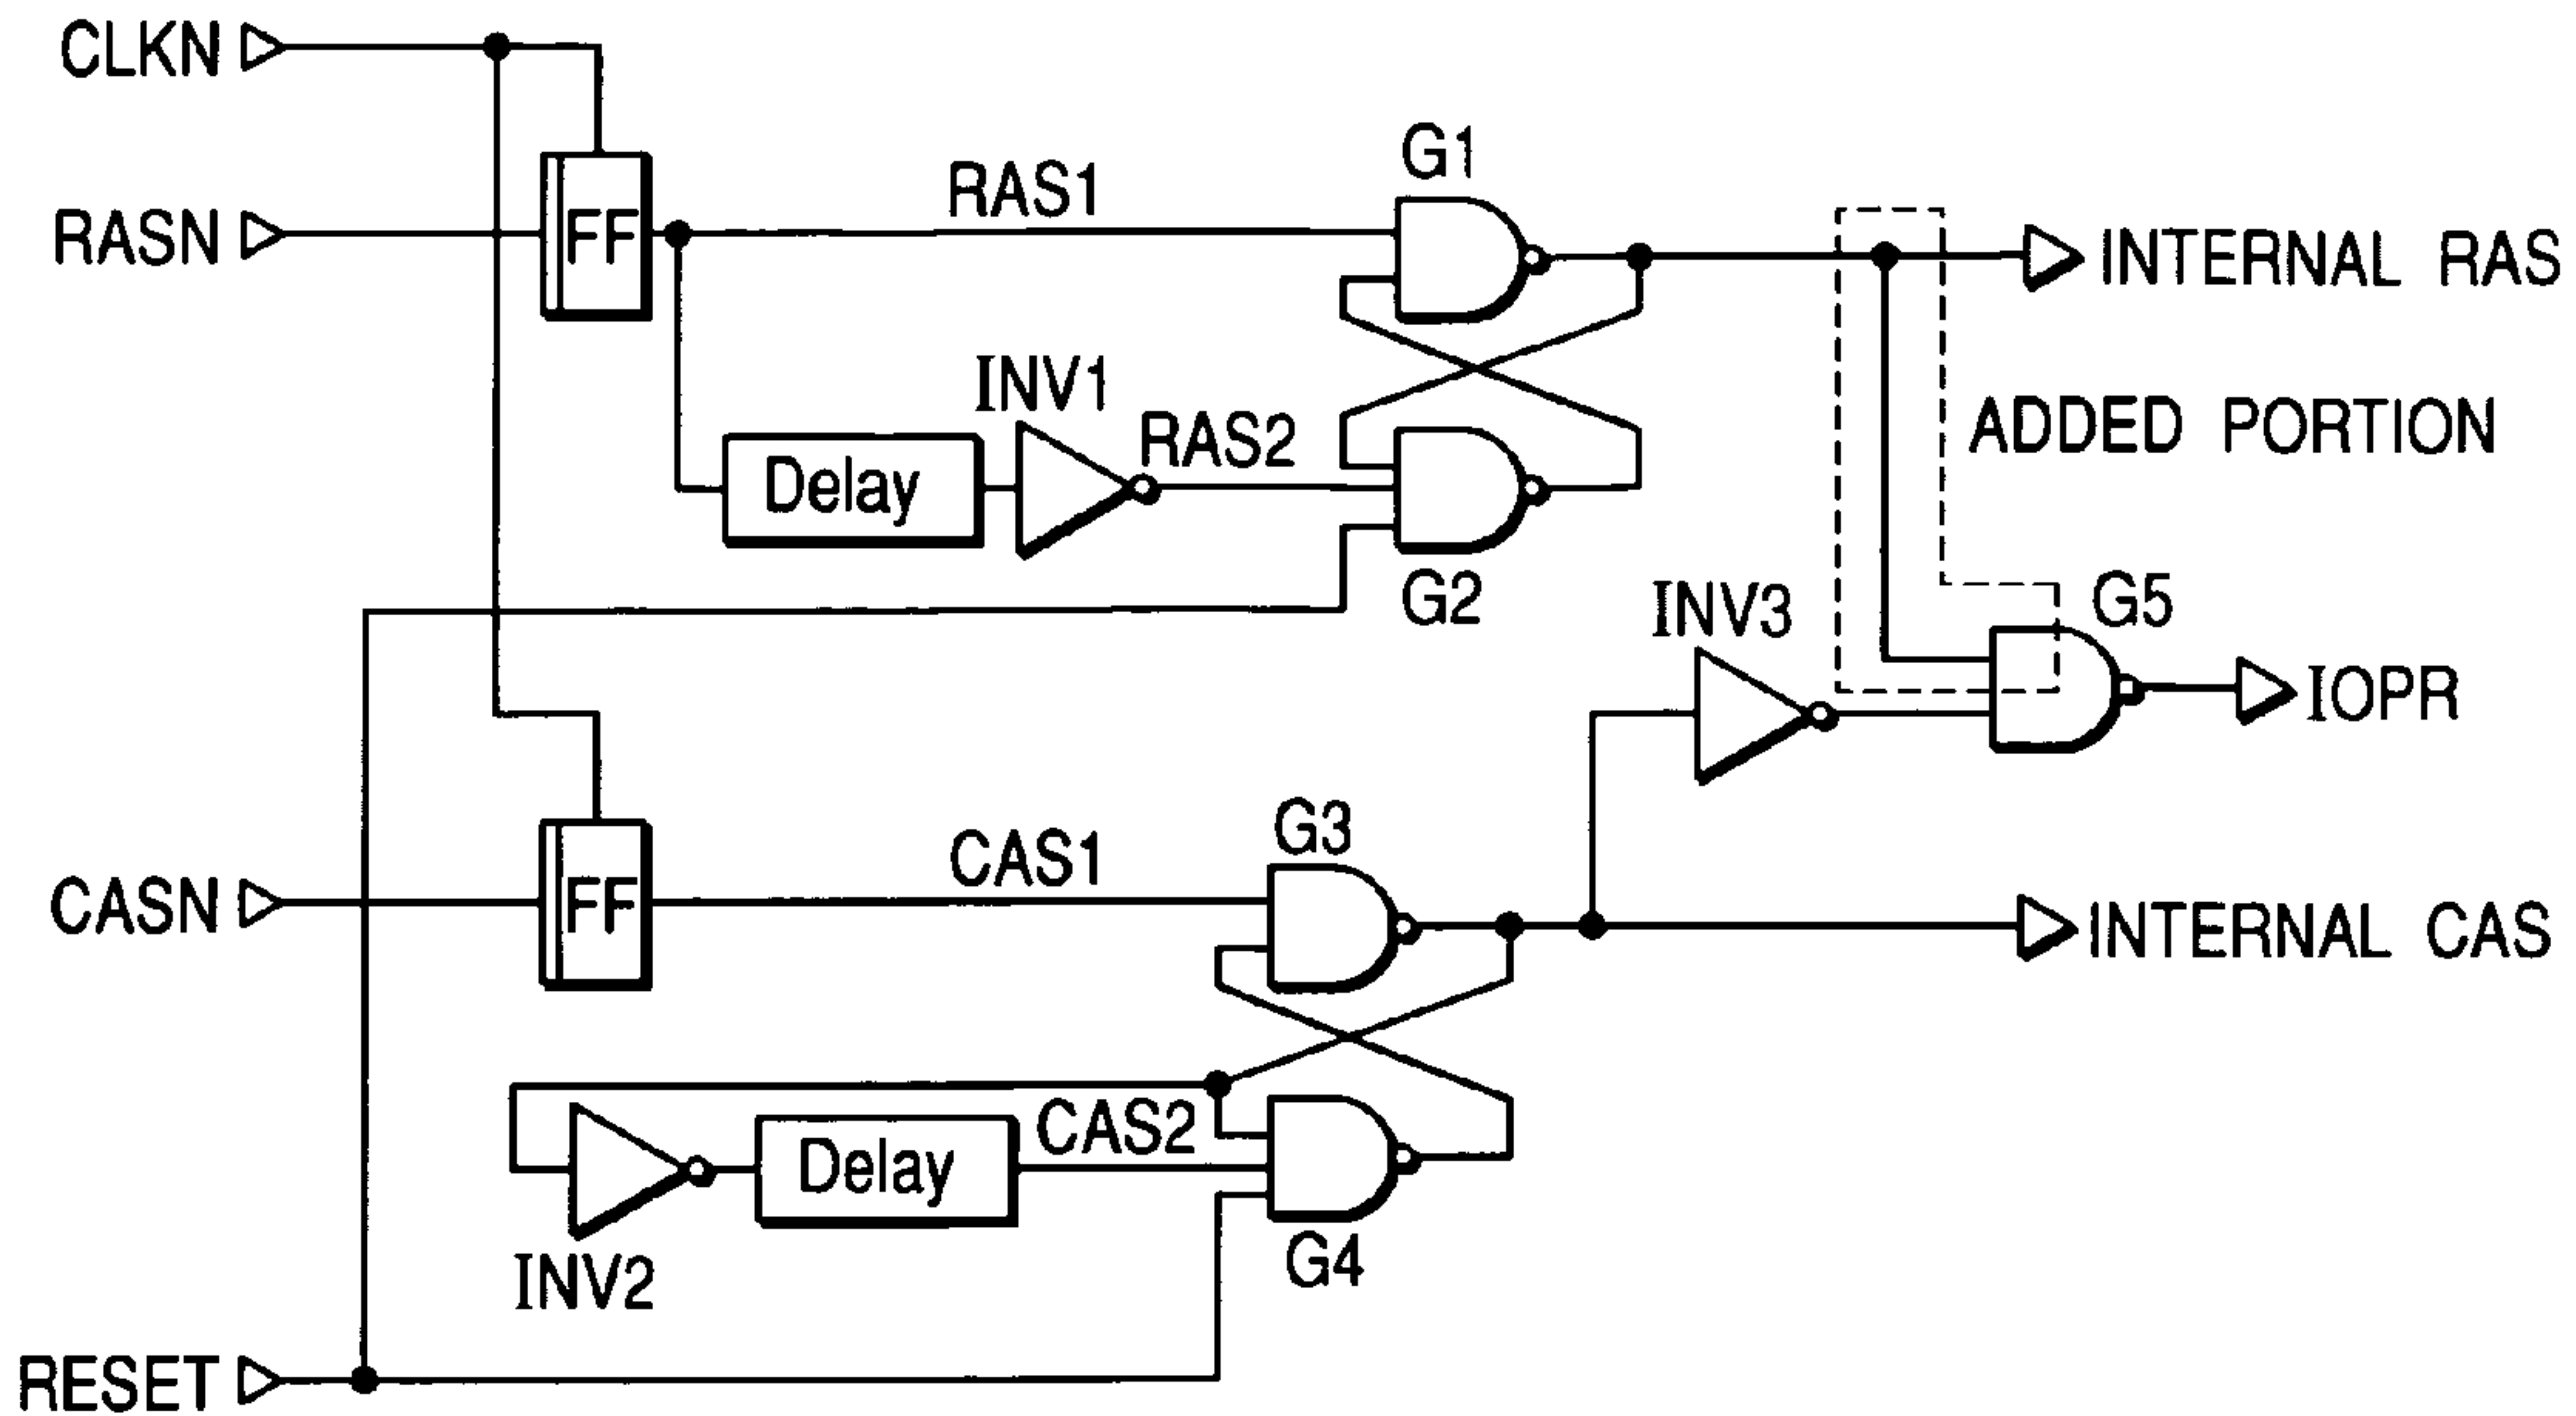 CLKN
G1
RAS1
RASN
FF
INTERNAL RAS
INV1
RAS2
ADDED PORTION
Delay
G2
INV3
G5
IOPR
G3
CAS1
CASN
FF
INTERNAL CAS
CAS2
Delay
G4
INV2
RESET